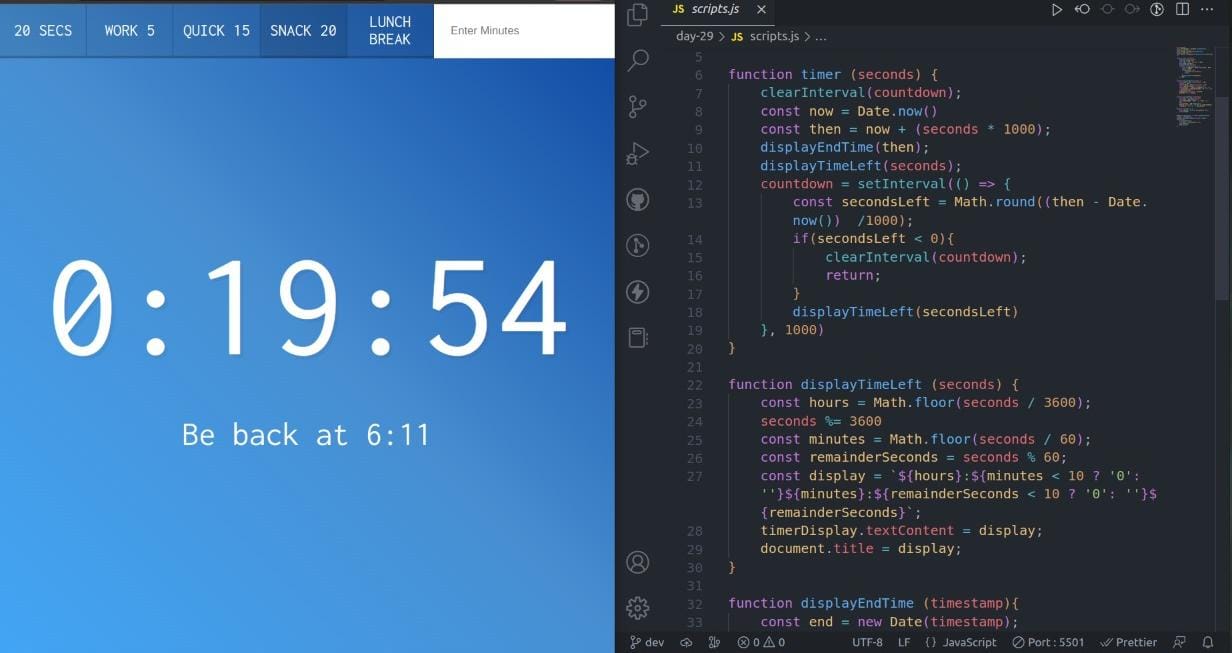 20 SECS
WORK 5
QUICK 15
SNACK 20
LUNCH
BREAK
Enter Minutes
0:19:54
Be back at 6:11
JS scripts.js
day-29 > JS scripts.js > ...
5
6 function timer (seconds) {
7 clearInterval(countdown);
8 const now = Date.now()
9 const then = now + (seconds * 1000);
10 displayEndTime(then);
11 displayTimeLeft(seconds);
12 countdown = setInterval(() => {
13 const secondsLeft = Math.round((then - Date.
now())  /1000);
14 if(secondsLeft < 0){
15 clearInterval(countdown);
16 return;
17 }
18 displayTimeLeft(secondsLeft)
19 }, 1000)
20 }
21
22 function displayTimeLeft (seconds) {
23 const hours = Math.floor(seconds / 3600);
24 seconds %= 3600
25 const minutes = Math.floor(seconds / 60);
26 const remainderSeconds = seconds % 60;
27 const display = `${hours}:${minutes < 10 ? '0':
''}${minutes}:${remainderSeconds < 10 ? '0': ''}$
{remainderSeconds}`;
28 timerDisplay.textContent = display;
29 document.title = display;
30 }
31
32 function displayEndTime (timestamp){
33 const end = new Date(timestamp);
dev 0 0 UTF-8 LF {} JavaScript Port : 5501 Prettier